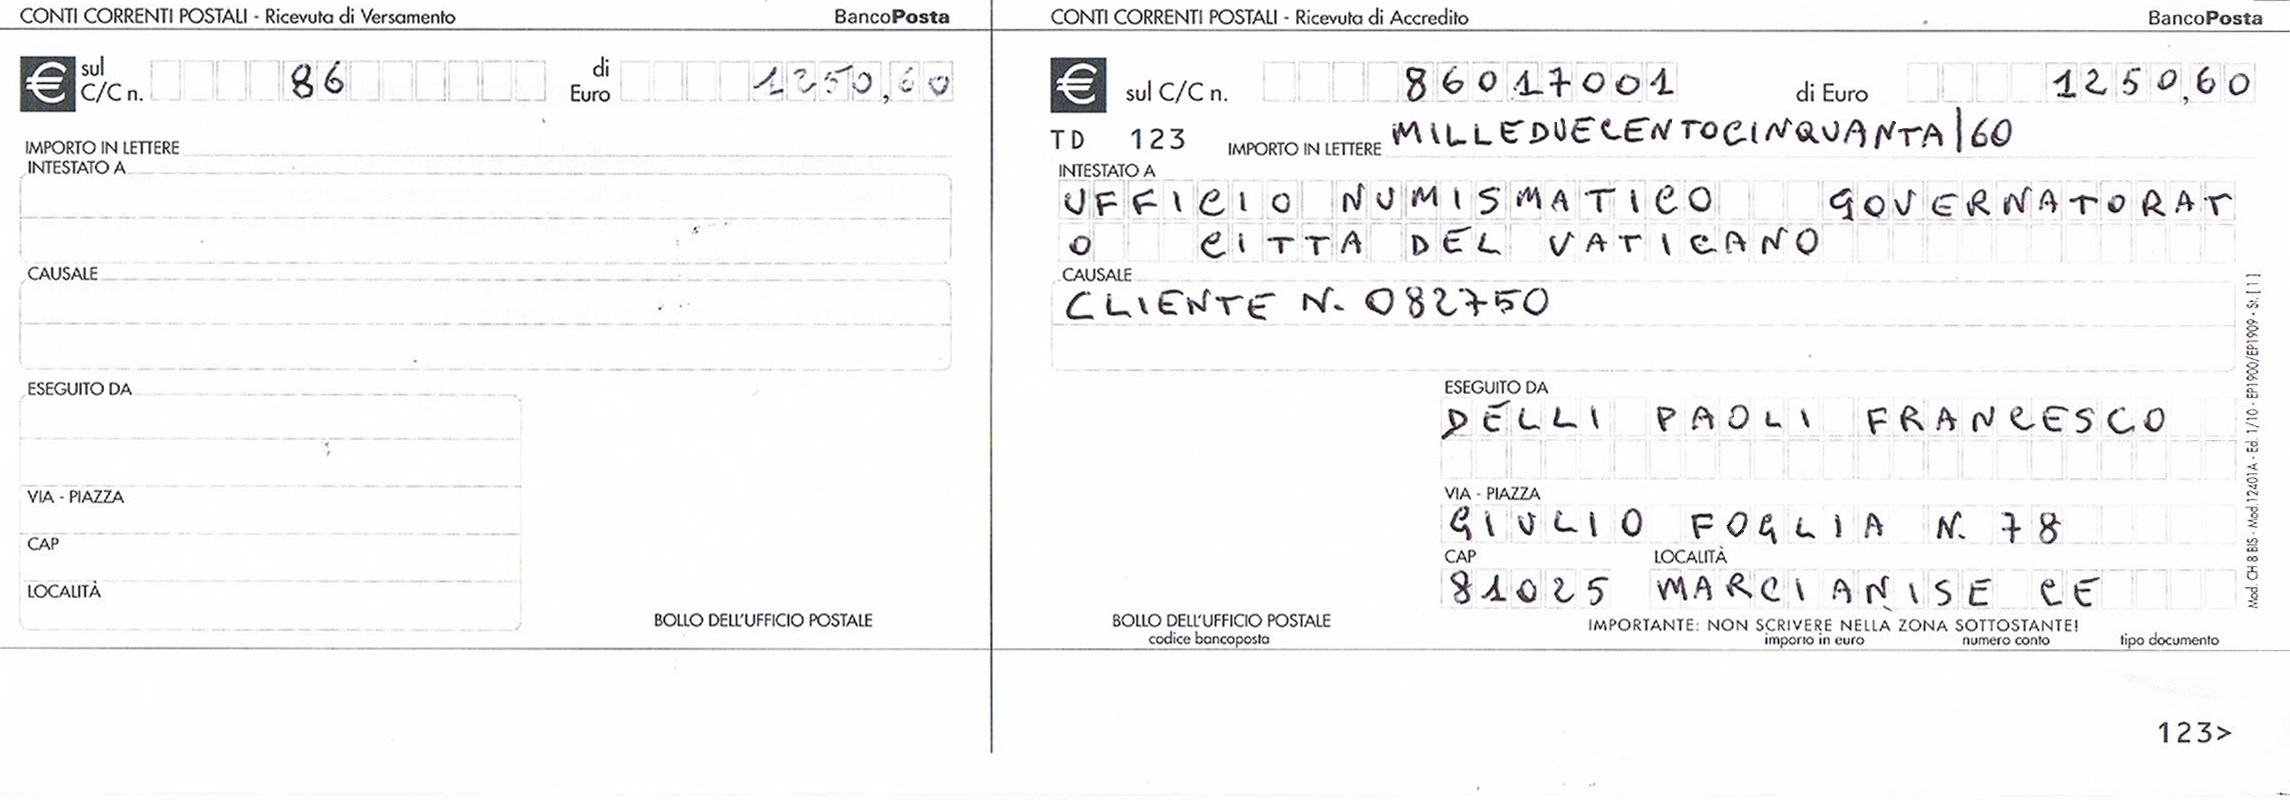 CONTI CORRENTI POSTALI - Ricevuta di Versamento BancoPosta
€ sul C/C n. 86 di Euro 1250,60
IMPORTO IN LETTERE
INTESTATO A
CAUSALE
ESEGUITO DA
VIA - PIAZZA
CAP
LOCALITÀ
BOLLO DELL'UFFICIO POSTALE
CONTI CORRENTI POSTALI - Ricevuta di Accredito BancoPosta
€ sul C/C n. 86017001 di Euro 1250,60
TD 123 IMPORTO IN LETTERE MILLEDUECENTOCINQUANTA|60
INTESTATO A
UFFICIO NUMISMATICO GOVERNATORAT
O CITTA DEL VATICANO
CAUSALE
CLIENTE N. 082750
ESEGUITO DA
DELLI PAOLI FRANCESCO
VIA - PIAZZA
GIULIO FOGLIA N. 78
CAP LOCALITÀ
81025 MARCIANISE CE
BOLLO DELL'UFFICIO POSTALE
codice bancoposta
IMPORTANTE: NON SCRIVERE NELLA ZONA SOTTOSTANTE!
importo in euro numero conto tipo documento
123>
Mod. CH 8 BIS - Mod.112401A - Ed. 1/10 - EP1900/EP1909 - St. [ 1 ]